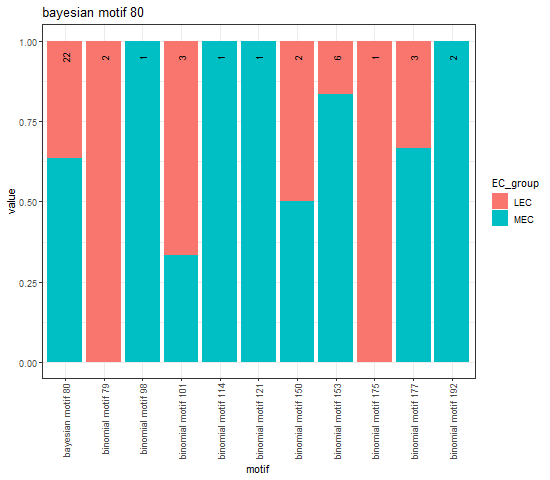 bayesian motif 80
value
1.00
0.75
0.50
0.25
0.00
22
2
1
3
1
1
2
6
1
3
2
bayesian motif 80
binomial motif 79
binomial motif 98
binomial motif 101
binomial motif 114
binomial motif 121
binomial motif 150
binomial motif 153
binomial motif 175
binomial motif 177
binomial motif 192
motif
EC_group
LEC
MEC